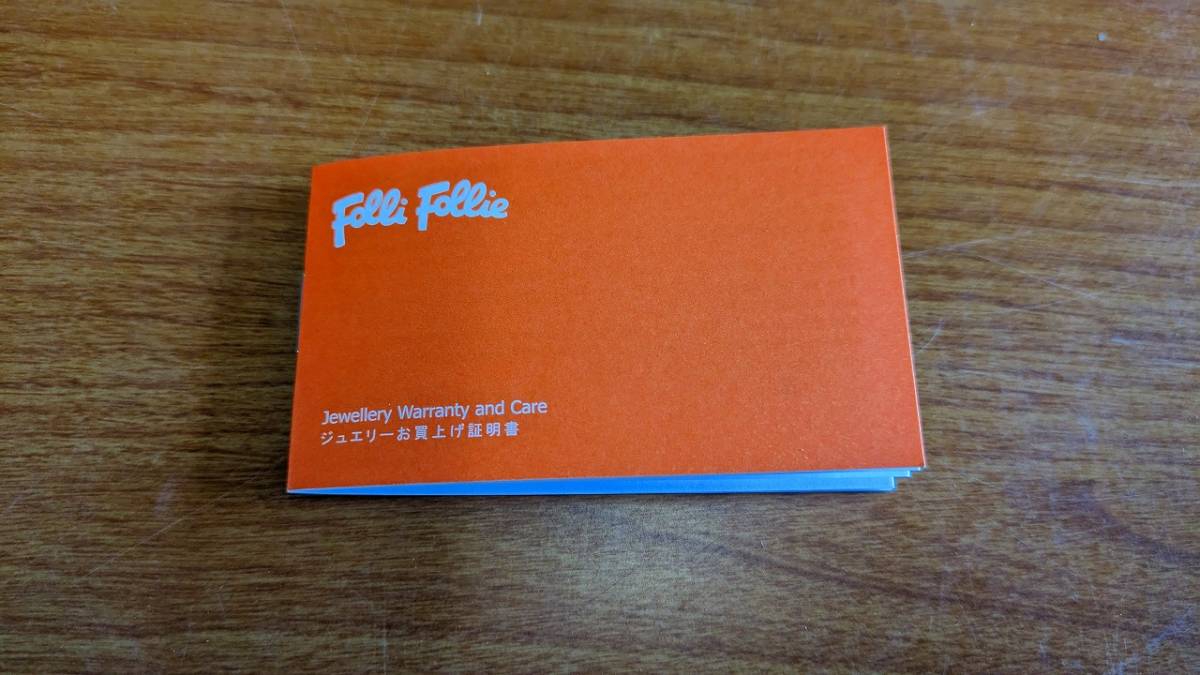 Folli Follie
Jewellery Warranty and Care
ジュエリーお買上げ証明書